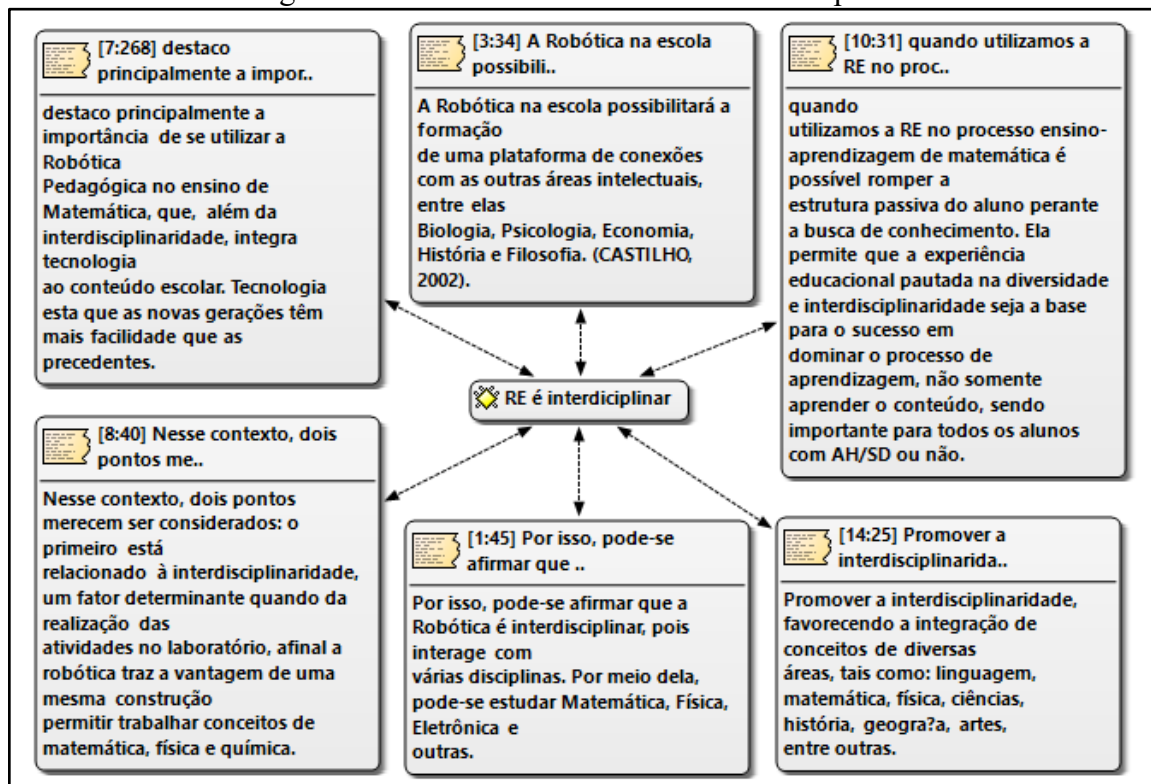 [7:268] destaco
principalmente a impor..
destaco principalmente a
importância de se utilizar a
Robótica
Pedagógica no ensino de
Matemática, que, além da
interdisciplinaridade, integra
tecnologia
ao conteúdo escolar. Tecnologia
esta que as novas gerações têm
mais facilidade que as
precedentes.
[3:34] A Robótica na escola
possibili..
A Robótica na escola possibilitará a
formação
de uma plataforma de conexões
com as outras áreas intelectuais,
entre elas
Biologia, Psicologia, Economia,
História e Filosofia. (CASTILHO,
2002).
[10:31] quando utilizamos a
RE no proc..
quando
utilizamos a RE no processo ensino-
aprendizagem de matemática é
possível romper a
estrutura passiva do aluno perante
a busca de conhecimento. Ela
permite que a experiência
educacional pautada na diversidade
e interdisciplinaridade seja a base
para o sucesso em
dominar o processo de
aprendizagem, não somente
aprender o conteúdo, sendo
importante para todos os alunos
com AH/SD ou não.
RE é interdiciplinar
[8:40] Nesse contexto, dois
pontos me..
Nesse contexto, dois pontos
merecem ser considerados: o
primeiro está
relacionado à interdisciplinaridade,
um fator determinante quando da
realização das
atividades no laboratório, afinal a
robótica traz a vantagem de uma
mesma construção
permitir trabalhar conceitos de
matemática, física e química.
[1:45] Por isso, pode-se
afirmar que ..
Por isso, pode-se afirmar que a
Robótica é interdisciplinar, pois
interage com
várias disciplinas. Por meio dela,
pode-se estudar Matemática, Física,
Eletrônica e
outras.
[14:25] Promover a
interdisciplinarida..
Promover a interdisciplinaridade,
favorecendo a integração de
conceitos de diversas
áreas, tais como: linguagem,
matemática, física, ciências,
história, geogra?a, artes,
entre outras.